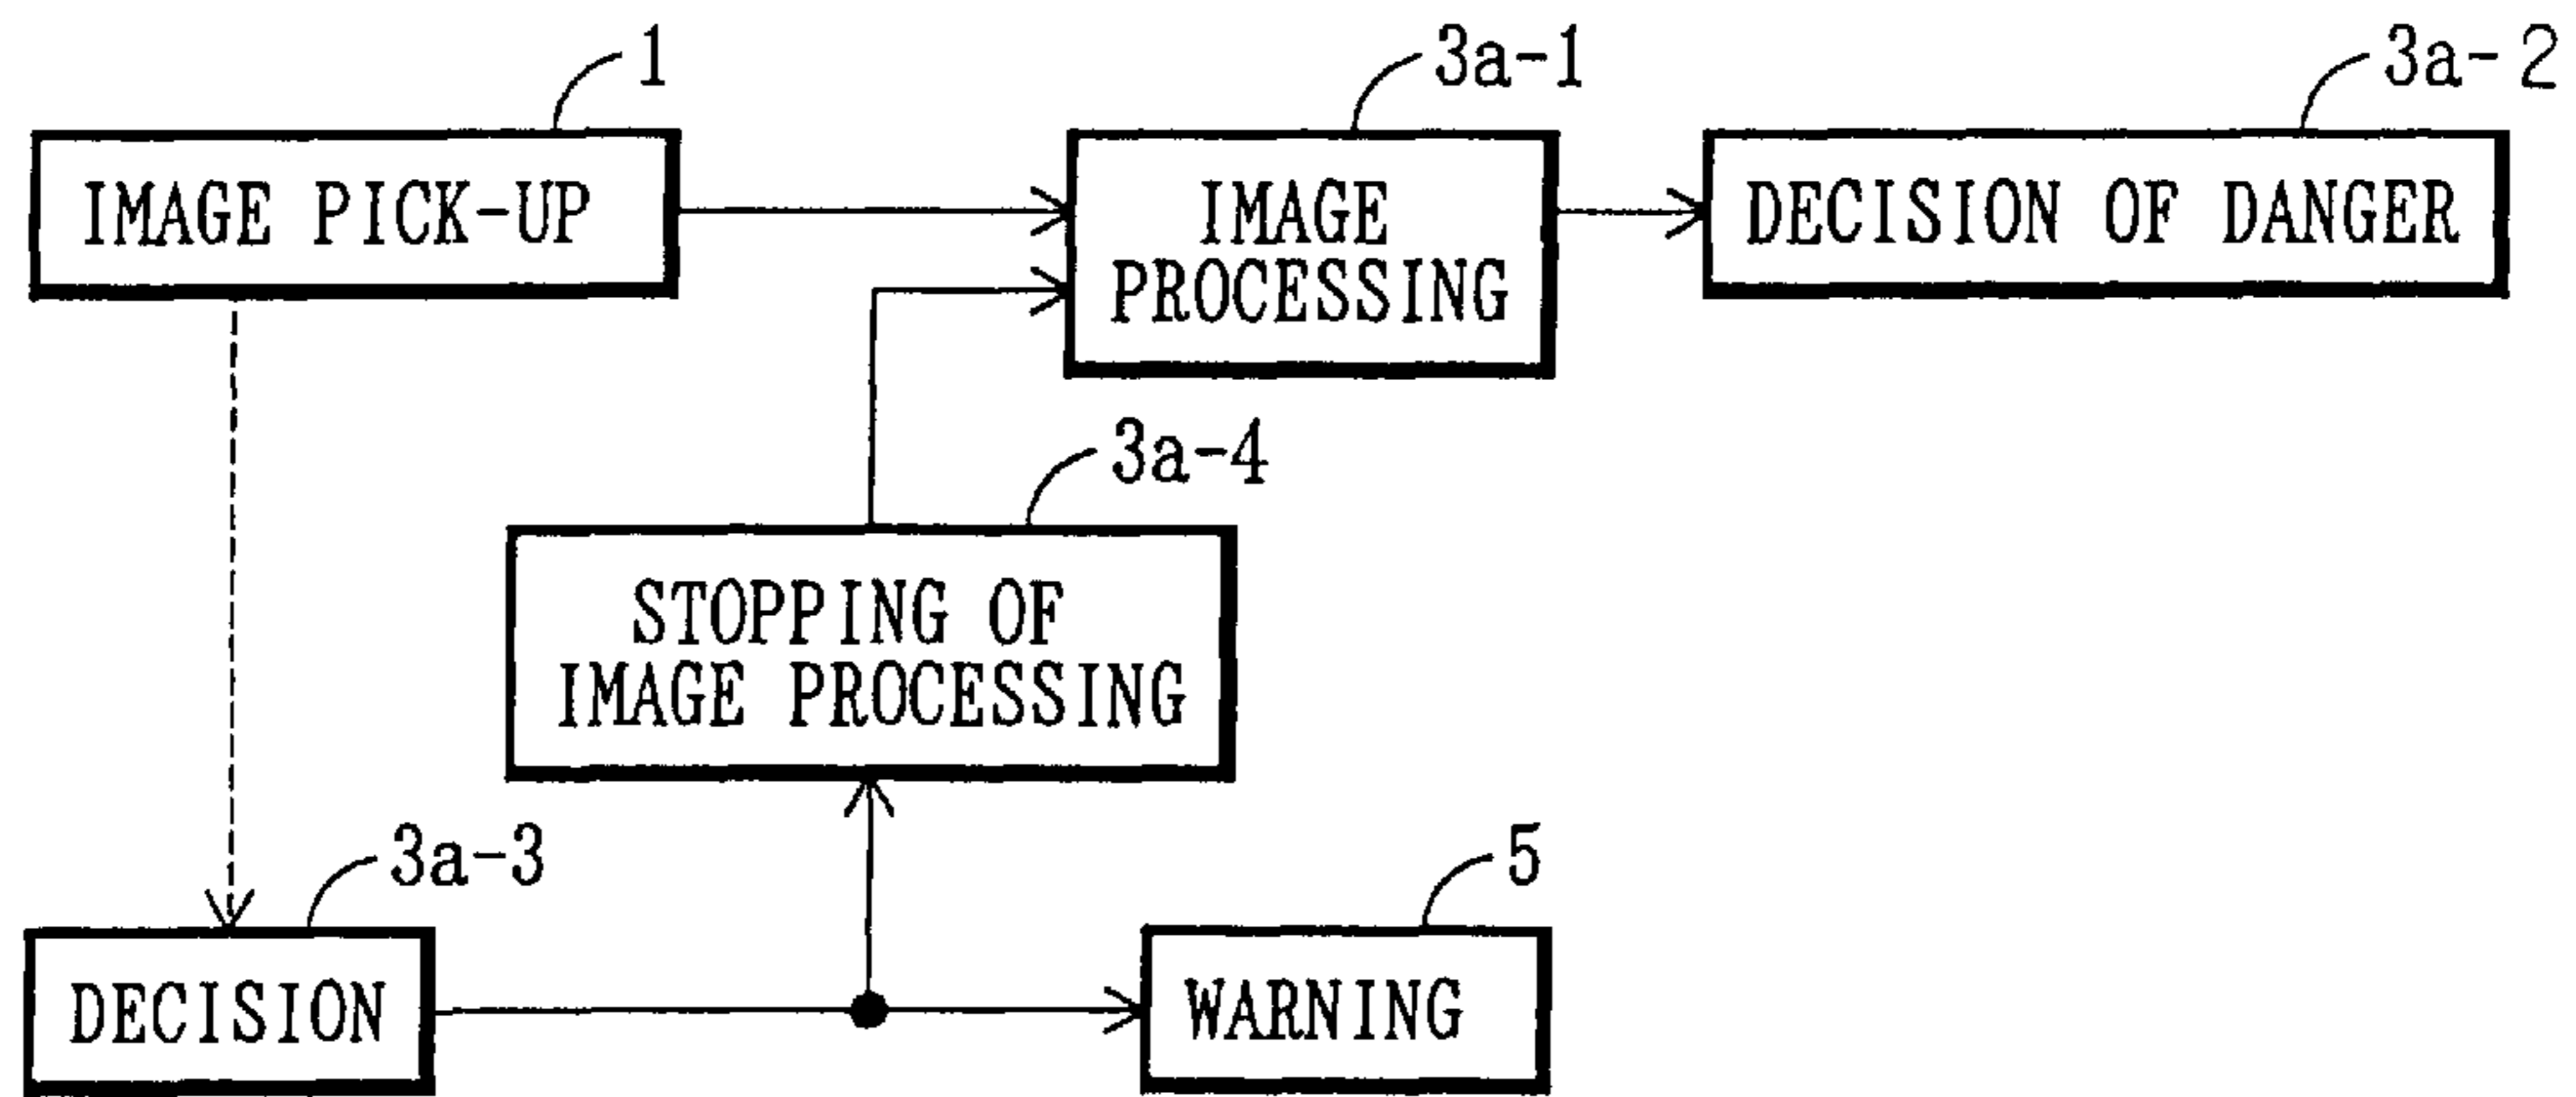 1
3a-1
3a-2
IMAGE PICK-UP
IMAGE
PROCESSING
DECISION OF DANGER
3a-4
STOPPING OF
IMAGE PROCESSING
3a-3
5
DECISION
WARNING